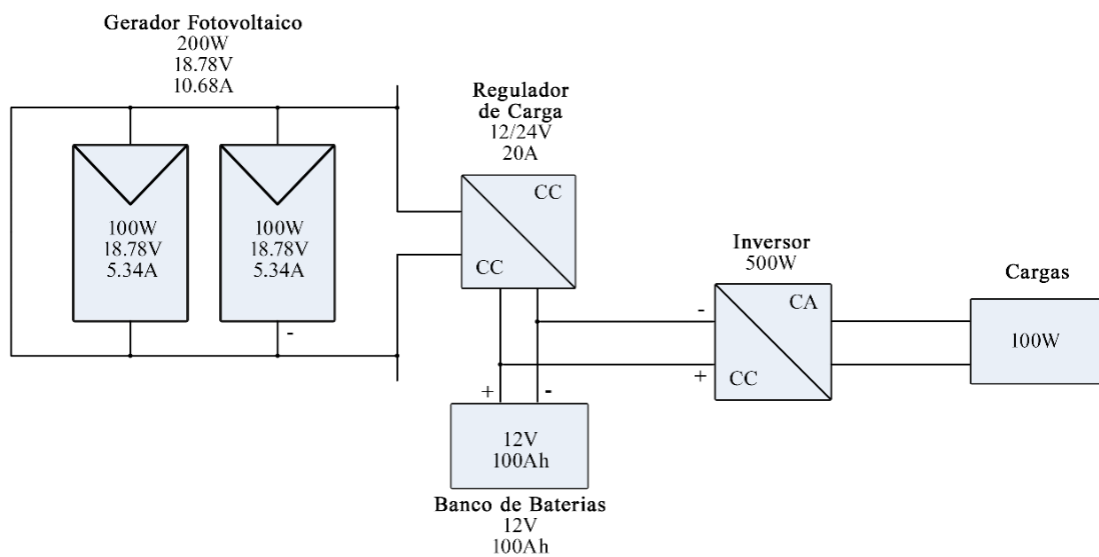 Gerador Fotovoltaico
200W
18.78V
10.68A
100W
18.78V
5.34A
100W
18.78V
5.34A
-
Regulador
de Carga
12/24V
20A
CC
CC
+
-
12V
100Ah
Banco de Baterias
12V
100Ah
Inversor
500W
-
+
CA
CC
Cargas
100W